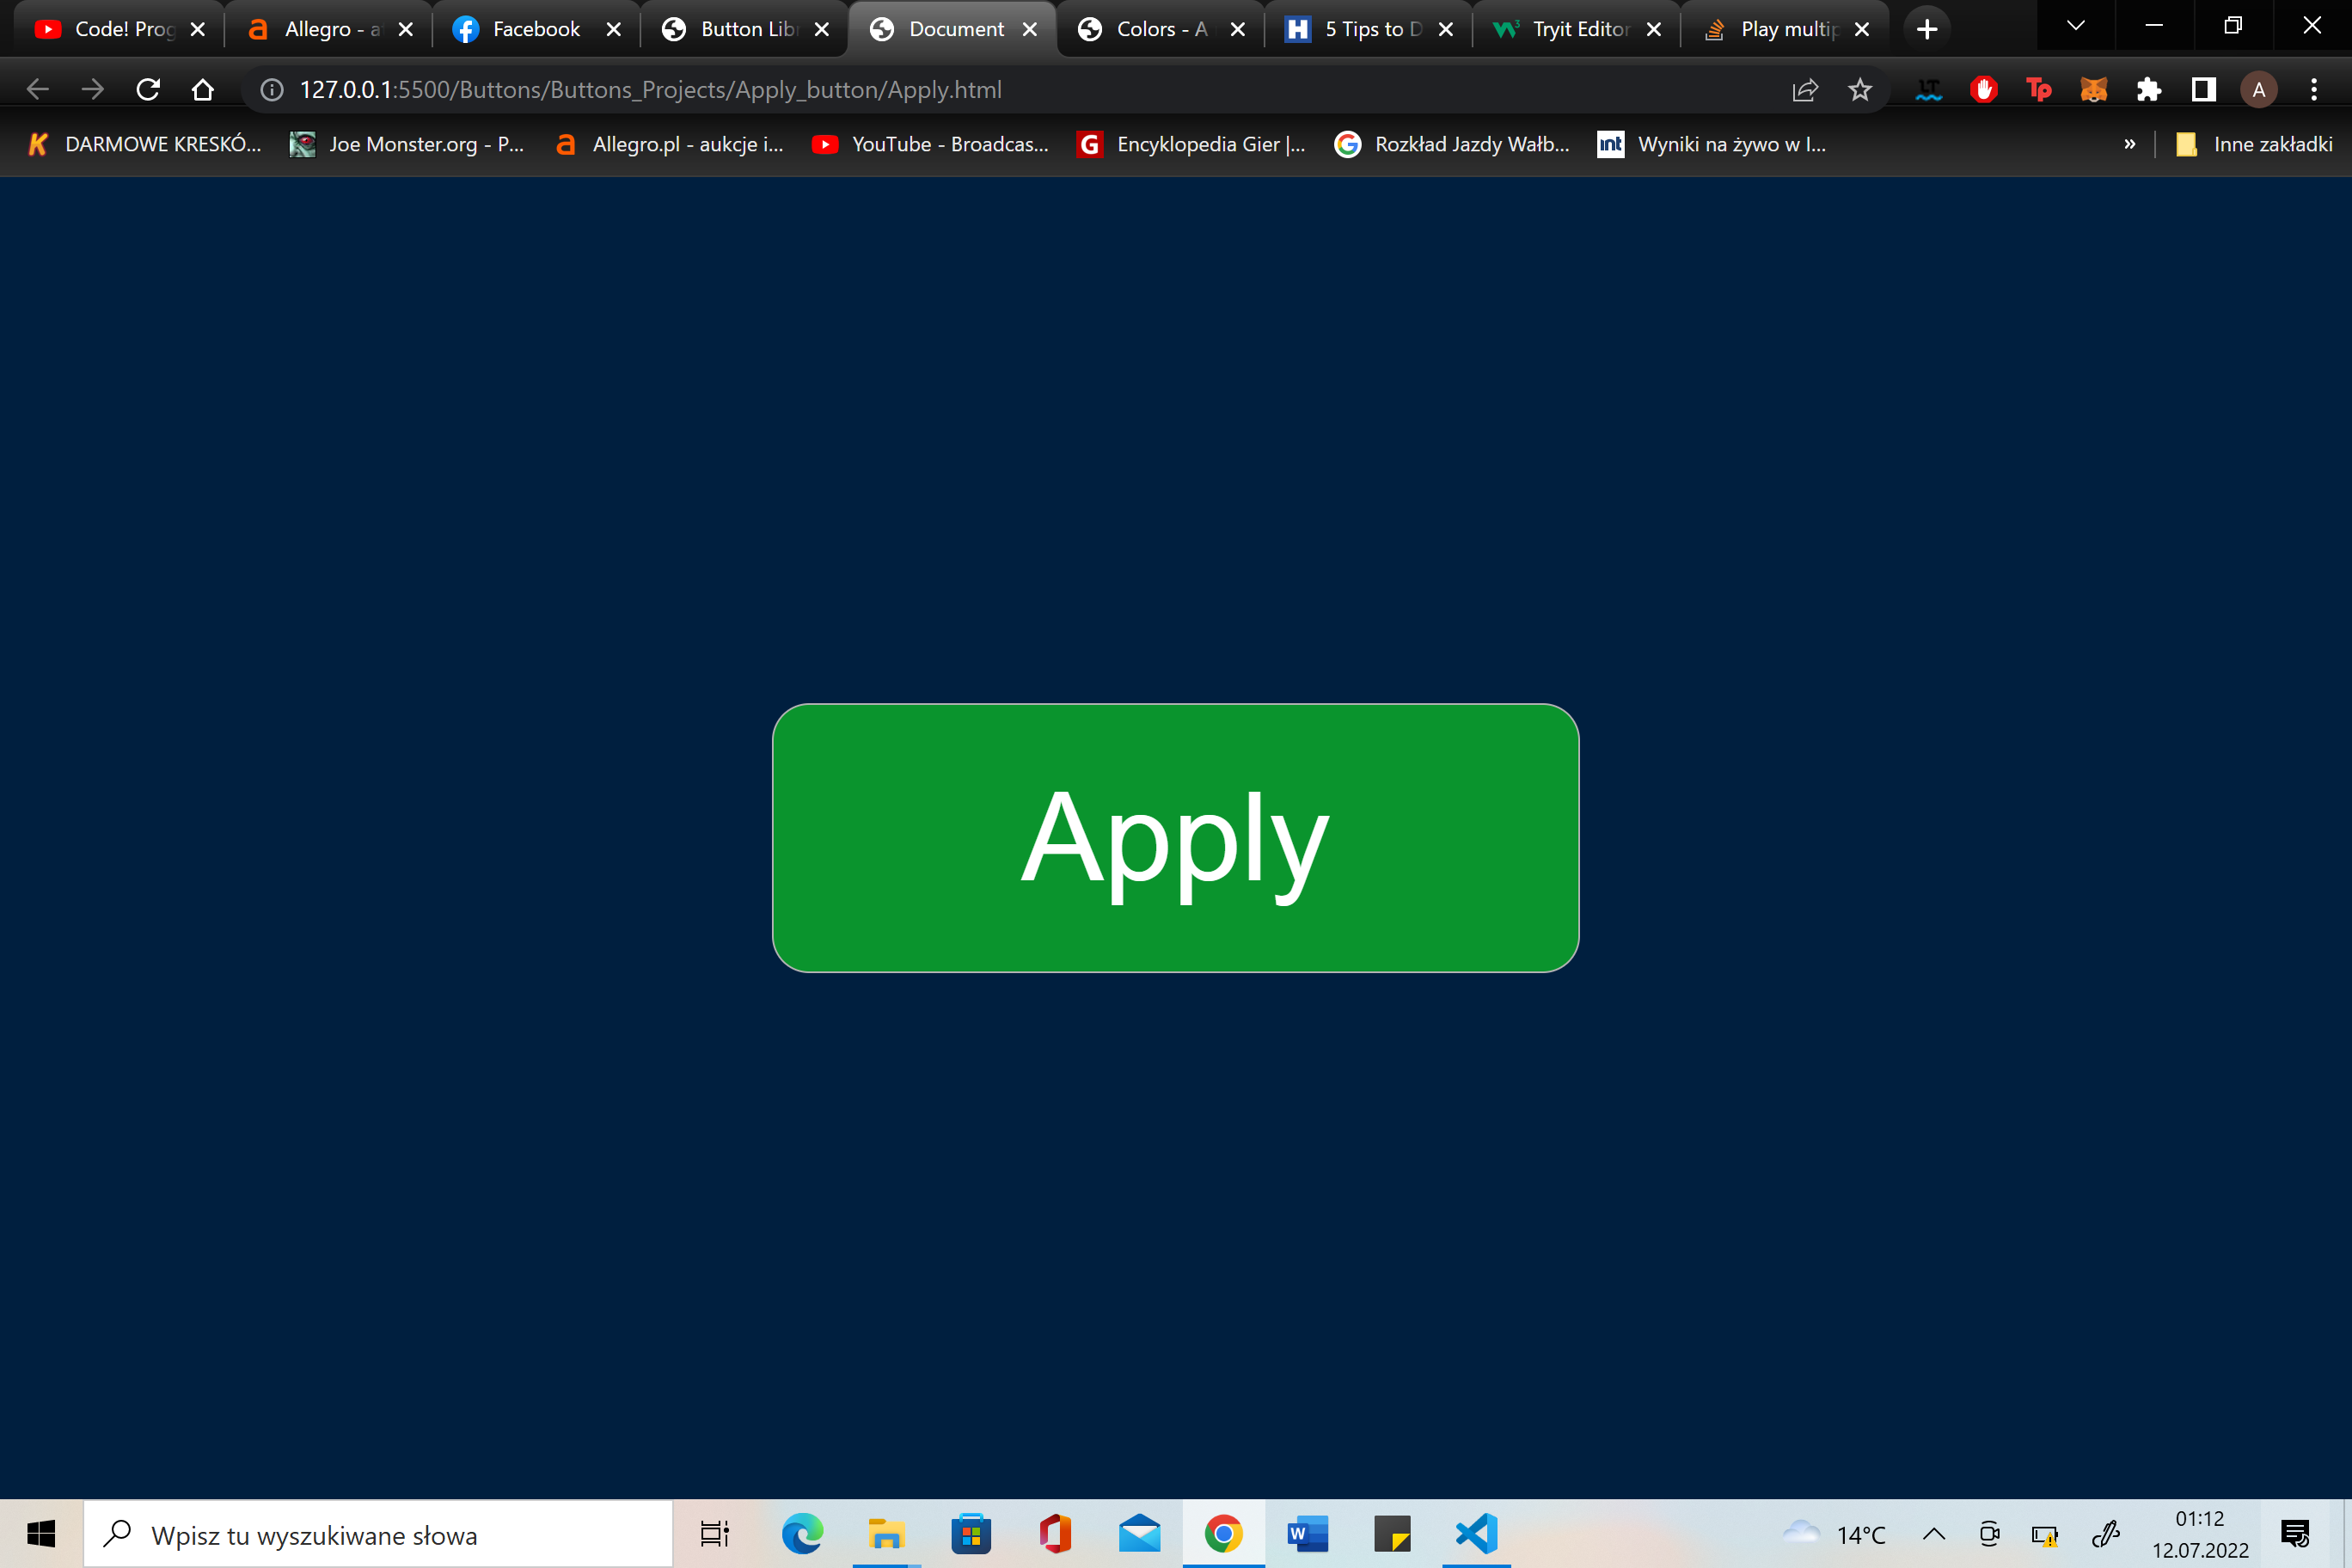 Code! Prog
Allegro - at
Facebook
Button Libr
Document
Colors - A
5 Tips to D
Tryit Editor
Play multip
127.0.0.1:5500/Buttons/Buttons_Projects/Apply_button/Apply.html
A
DARMOWE KRESKÓ...
Joe Monster.org - P...
Allegro.pl - aukcje i...
YouTube - Broadcas...
Encyklopedia Gier |...
Rozkład Jazdy Wałb...
Wyniki na żywo w I...
»
Inne zakładki
Apply
Wpisz tu wyszukiwane słowa
14°C
01:12
12.07.2022